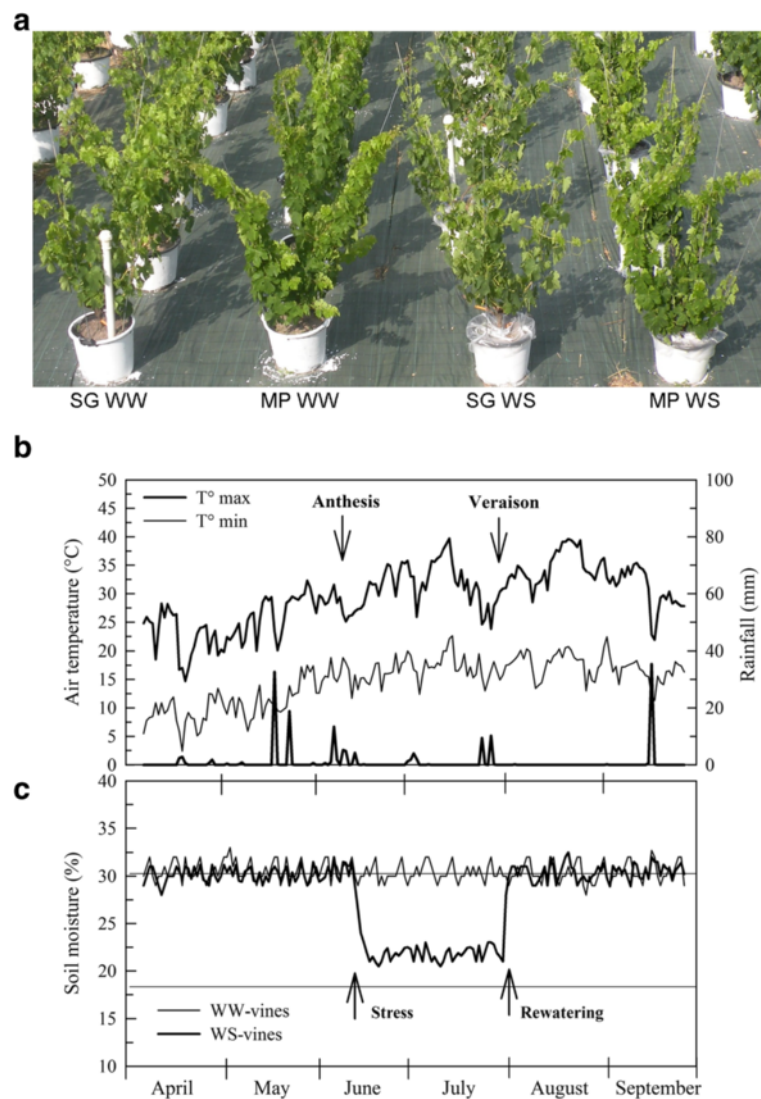 a
SG WW
MP WW
SG WS
MP WS
b
50
45
40
35
30
25
20
15
10
5
0
Air temperature (°C)
T° max
T° min
Anthesis
Veraison
100
80
60
40
20
0
Rainfall (mm)
c
40
35
30
25
20
15
10
Soil moisture (%)
WW-vines
WS-vines
Stress
Rewatering
April
May
June
July
August
September